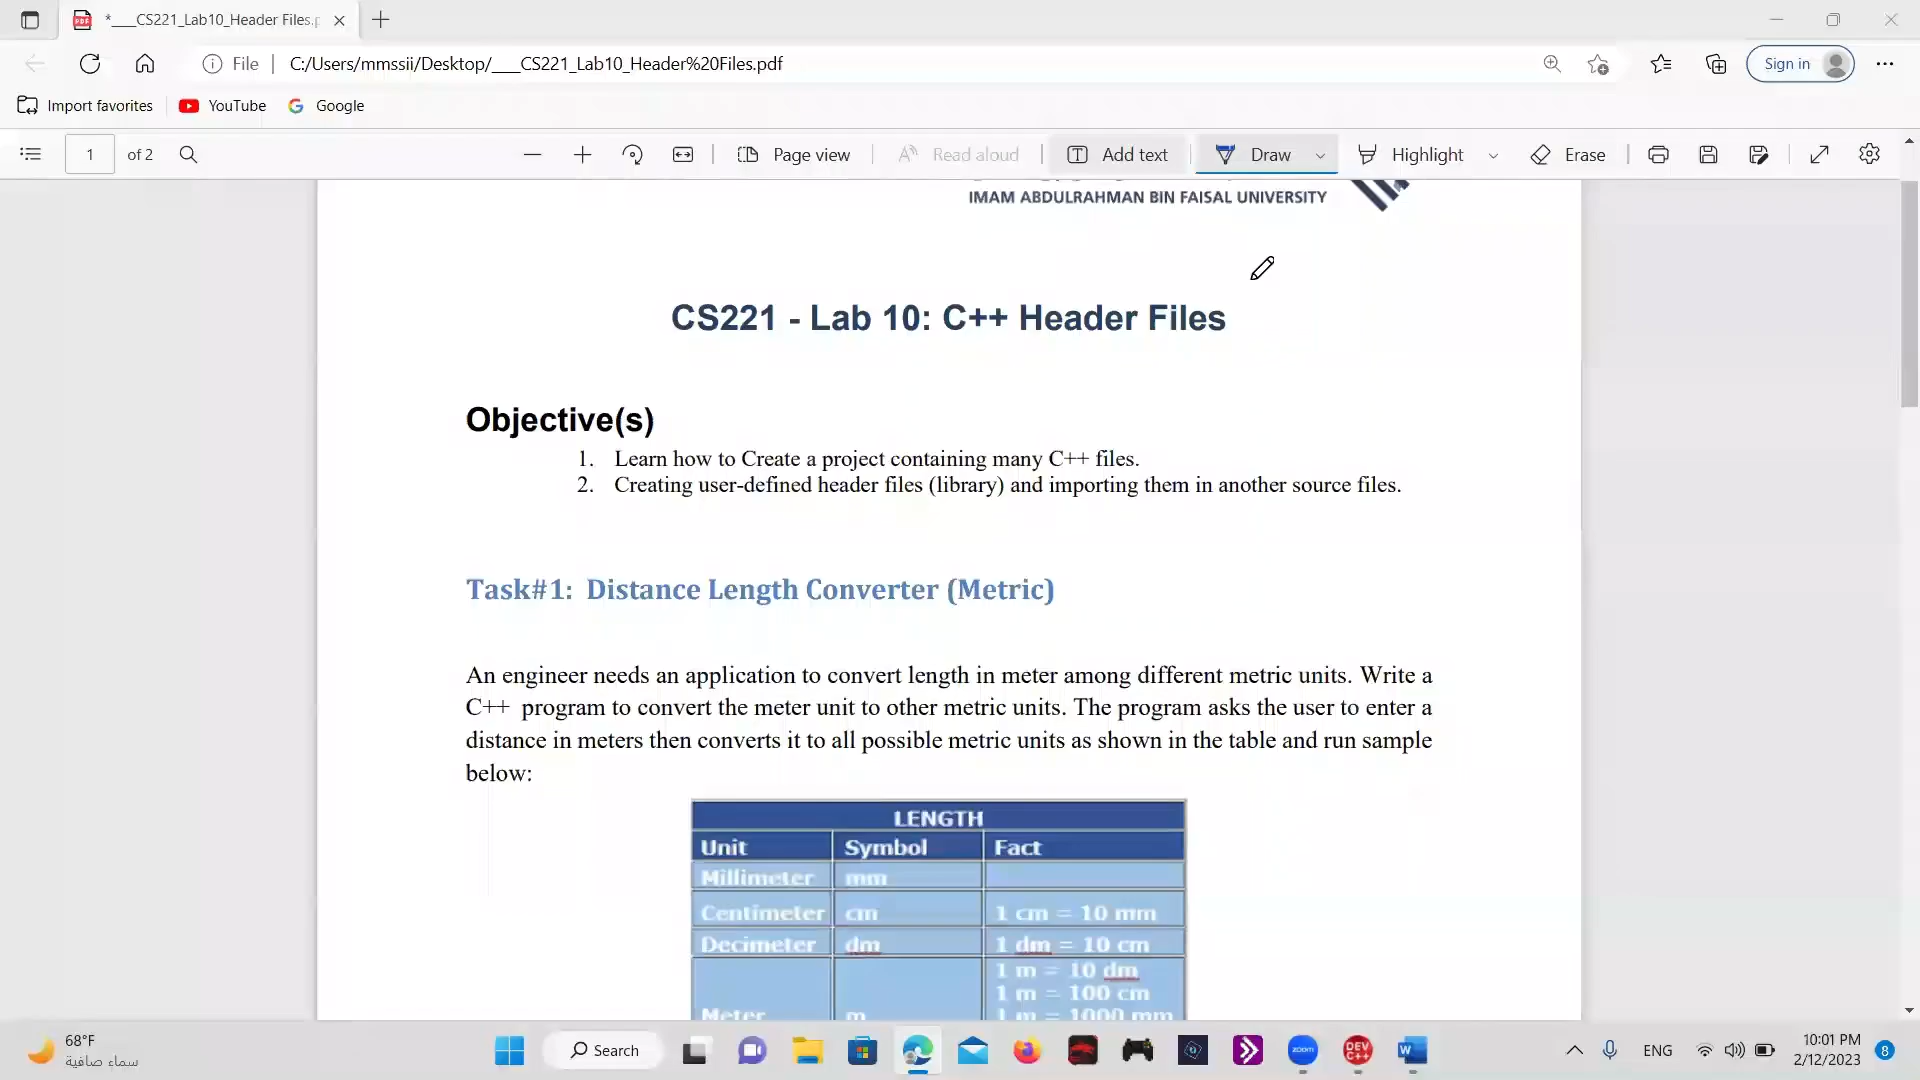 *___CS221_Lab10_Header Files.p
File
C:/Users/mmssii/Desktop/___CS221_Lab10_Header%20Files.pdf
Sign in
Import favorites
YouTube
Google
1
of 2
Page view
Read aloud
Add text
Draw
Highlight
Erase
IMAM ABDULRAHMAN BIN FAISAL UNIVERSITY
CS221 - Lab 10: C++ Header Files
Objective(s)
1. Learn how to Create a project containing many C++ files.
2. Creating user-defined header files (library) and importing them in another source files.
Task#1: Distance Length Converter (Metric)
An engineer needs an application to convert length in meter among different metric units. Write a
C++ program to convert the meter unit to other metric units. The program asks the user to enter a
distance in meters then converts it to all possible metric units as shown in the table and run sample
below:
LENGTH
Unit Symbol Fact
Millimeter mm
Centimeter cm 1 cm = 10 mm
Decimeter dm 1 dm = 10 cm
1 m = 10 dm
1 m = 100 cm
Meter m 1 m = 1000 mm
68°F
سماء صافية
Search
zoom
DEV
C++
W
ENG
10:01 PM
2/12/2023
8